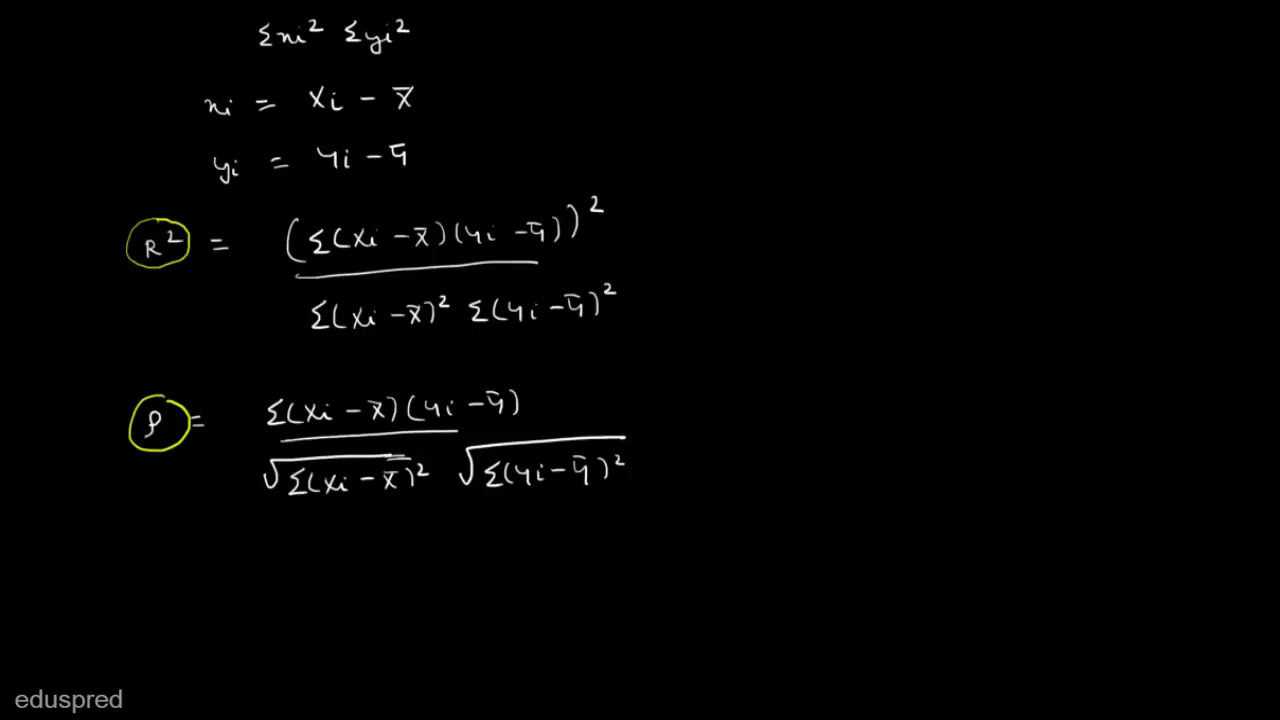 Σxi² Σyi²
xi = Xi − X̄
yi = Yi − Ȳ
R² = (Σ(Xi − X̄)(Yi − Ȳ))²
Σ(Xi − X̄)² Σ(Yi − Ȳ)²
ρ = Σ(Xi − X̄)(Yi − Ȳ)
√Σ(Xi − X̄)² √Σ(Yi − Ȳ)²
eduspred